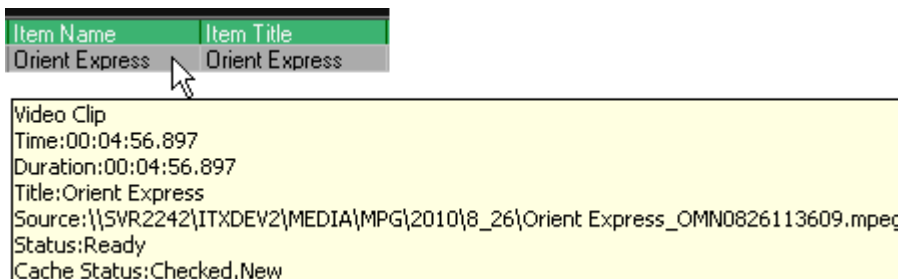 Item Name Item Title
Orient Express Orient Express
Video Clip
Time:00:04:56.897
Duration:00:04:56.897
Title:Orient Express
Source:\\SVR2242\ITXDEV2\MEDIA\MPG\2010\8_26\Orient Express_OMN0826113609.mpeg
Status:Ready
Cache Status:Checked,New